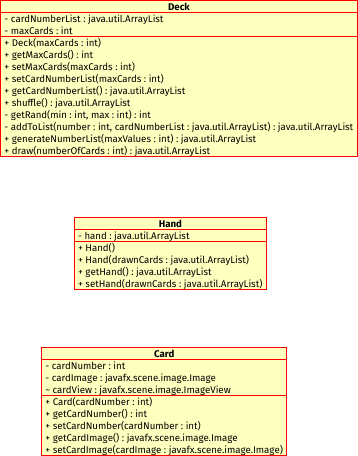 Deck
- cardNumberList : java.util.ArrayList
- maxCards : int
+ Deck(maxCards : int)
+ getMaxCards() : int
+ setMaxCards(maxCards : int)
+ setCardNumberList(maxCards : int)
+ getCardNumberList() : java.util.ArrayList
+ shuffle() : java.util.ArrayList
- getRand(min : int, max : int) : int
- addToList(number : int, cardNumberList : java.util.ArrayList) : java.util.ArrayList
+ generateNumberList(maxValues : int) : java.util.ArrayList
+ draw(numberOfCards : int) : java.util.ArrayList
Hand
- hand : java.util.ArrayList
+ Hand()
+ Hand(drawnCards : java.util.ArrayList)
+ getHand() : java.util.ArrayList
+ setHand(drawnCards : java.util.ArrayList)
Card
- cardNumber : int
- cardImage : javafx.scene.image.Image
~ cardView : javafx.scene.image.ImageView
+ Card(cardNumber : int)
+ getCardNumber() : int
+ setCardNumber(cardNumber : int)
+ getCardImage() : javafx.scene.image.Image
+ setCardImage(cardImage : javafx.scene.image.Image)